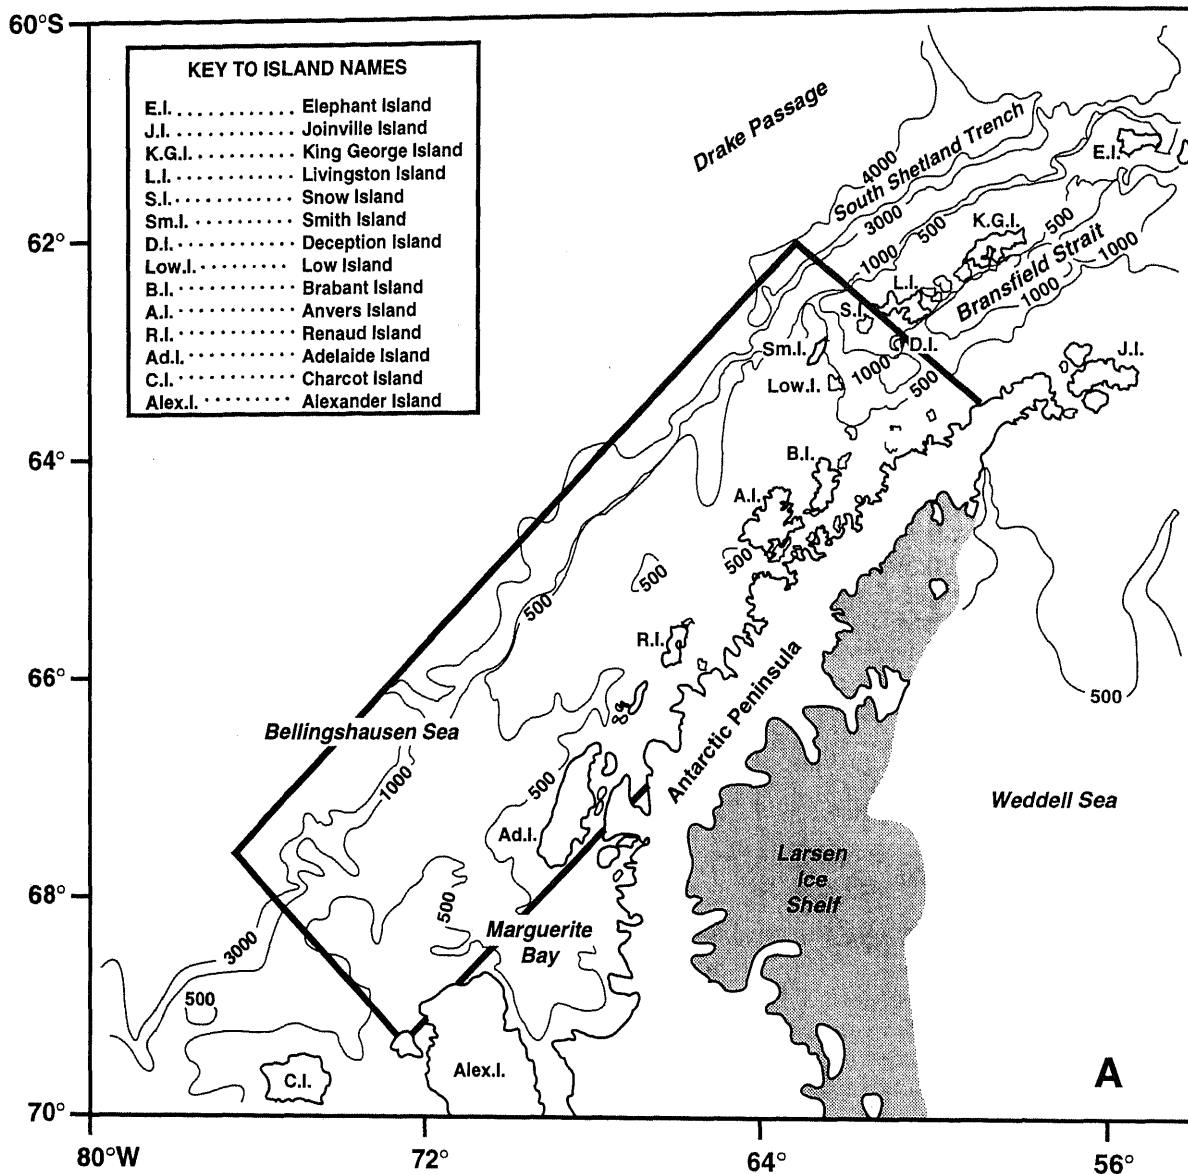 60°S
KEY TO ISLAND NAMES
E.I. ............ Elephant Island
J.I. ............ Joinville Island
K.G.I. .......... King George Island
L.I. ............ Livingston Island
S.I. ............ Snow Island
Sm.I. ........... Smith Island
D.I. ............ Deception Island
Low.I. .......... Low Island
B.I. ............ Brabant Island
A.I. ............ Anvers Island
R.I. ............ Renaud Island
Ad.I. ........... Adelaide Island
C.I. ............ Charcot Island
Alex.I. ......... Alexander Island
Drake Passage
4000
South Shetland Trench
3000
E.I.
62°
1000
500
K.G.I.
500
1000
L.I.
Bransfield Strait
1000
S.I.
Sm.I.
D.I.
1000
J.I.
Low.I.
500
64°
B.I.
A.I.
500
500
500
R.I.
66°
Antarctic Peninsula
500
Bellingshausen Sea
1000
500
Weddell Sea
Ad.I.
Larsen
Ice
Shelf
68°
500
Marguerite
Bay
3000
500
C.I.
Alex.I.
A
70°
80°W
72°
64°
56°